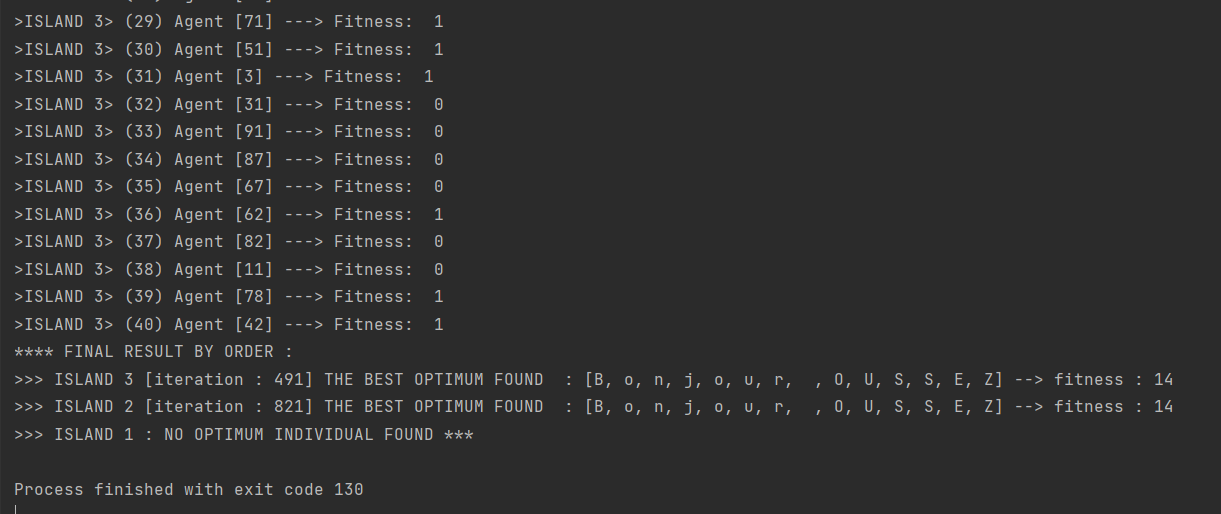 >ISLAND 3> (29) Agent [71] ---> Fitness:  1
>ISLAND 3> (30) Agent [51] ---> Fitness:  1
>ISLAND 3> (31) Agent [3] ---> Fitness:  1
>ISLAND 3> (32) Agent [31] ---> Fitness:  0
>ISLAND 3> (33) Agent [91] ---> Fitness:  0
>ISLAND 3> (34) Agent [87] ---> Fitness:  0
>ISLAND 3> (35) Agent [67] ---> Fitness:  0
>ISLAND 3> (36) Agent [62] ---> Fitness:  1
>ISLAND 3> (37) Agent [82] ---> Fitness:  0
>ISLAND 3> (38) Agent [11] ---> Fitness:  0
>ISLAND 3> (39) Agent [78] ---> Fitness:  1
>ISLAND 3> (40) Agent [42] ---> Fitness:  1
**** FINAL RESULT BY ORDER :
>>> ISLAND 3 [iteration : 491] THE BEST OPTIMUM FOUND  : [B, o, n, j, o, u, r,  , O, U, S, S, E, Z] --> fitness : 14
>>> ISLAND 2 [iteration : 821] THE BEST OPTIMUM FOUND  : [B, o, n, j, o, u, r,  , O, U, S, S, E, Z] --> fitness : 14
>>> ISLAND 1 : NO OPTIMUM INDIVIDUAL FOUND ***
Process finished with exit code 130